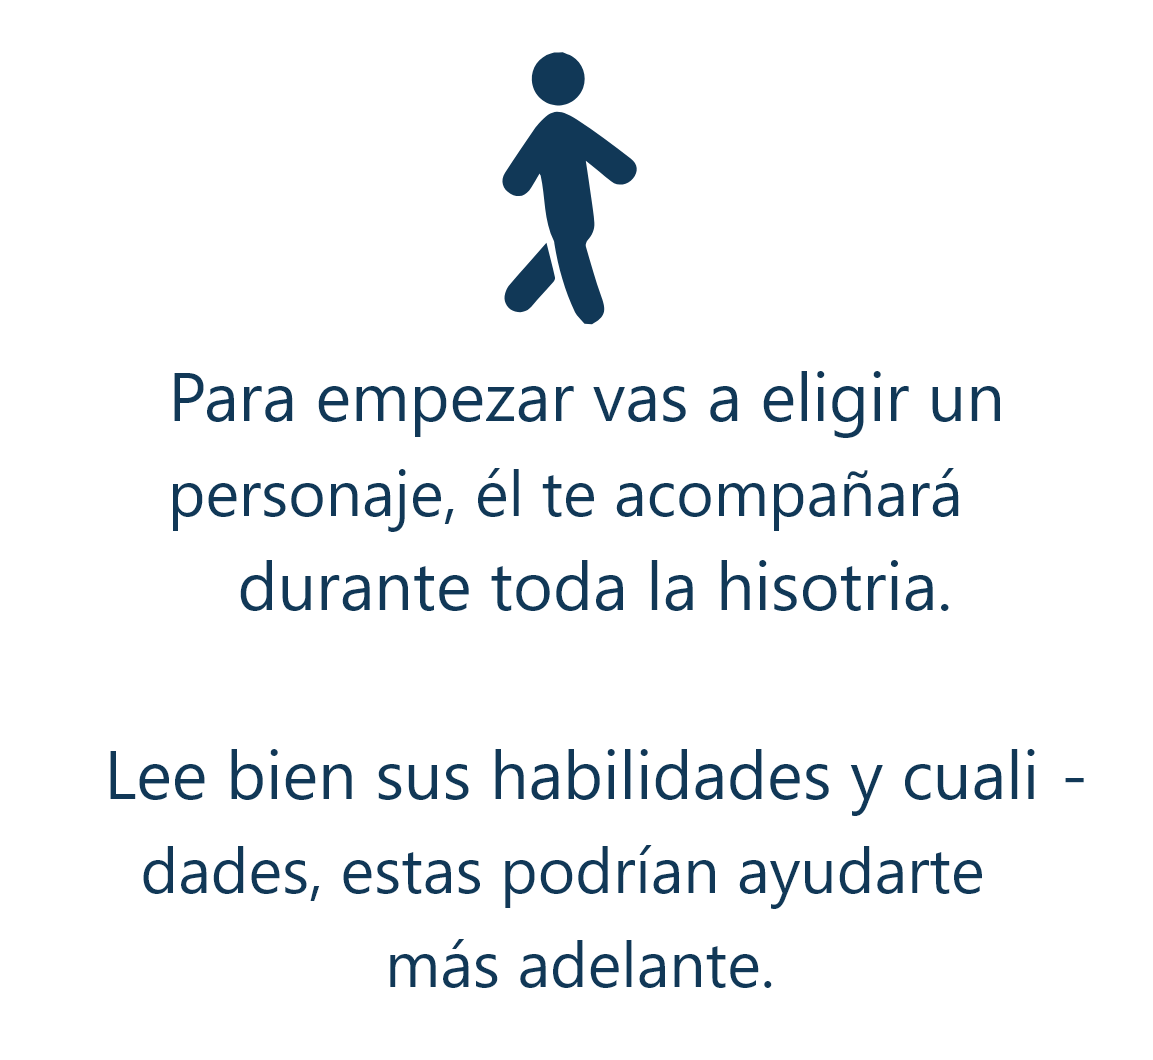 Para empezar vas a eligir un
personaje, él te acompañará
durante toda la hisotria.
Lee bien sus habilidades y cuali -
dades, estas podrían ayudarte
más adelante.